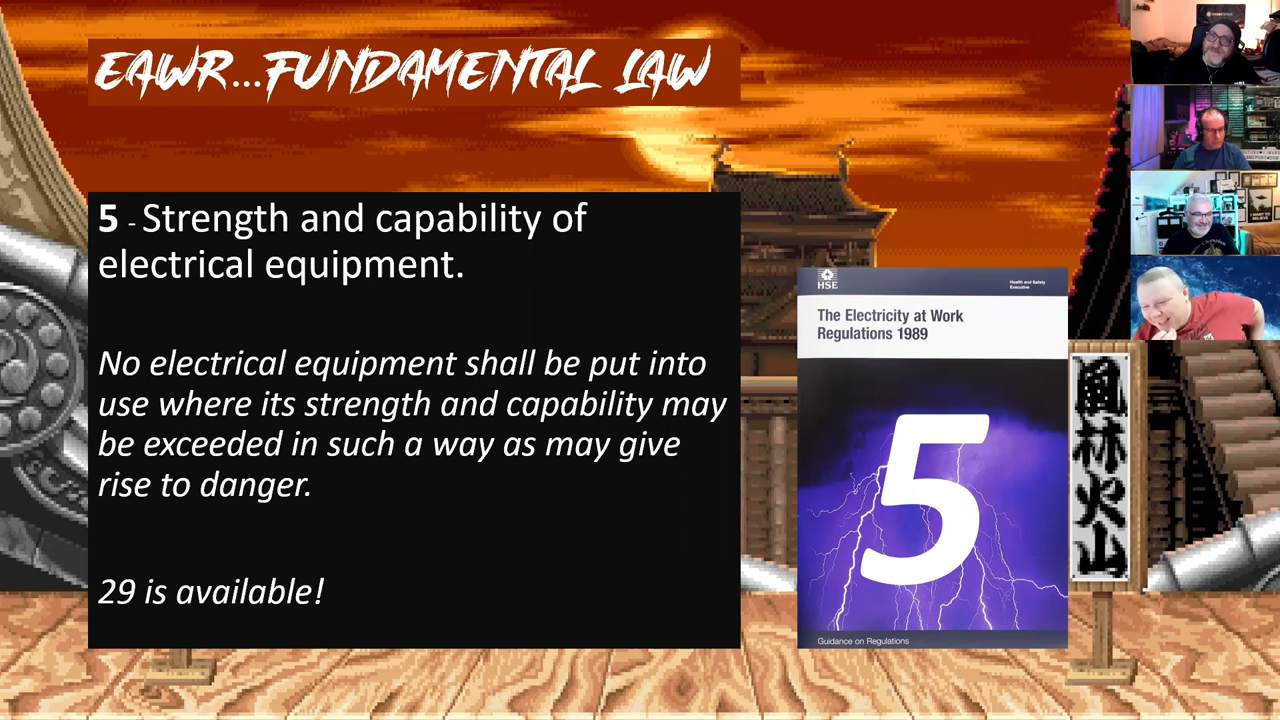 EAWR...FUNDAMENTAL LAW
5 - Strength and capability of
electrical equipment.
No electrical equipment shall be put into
use where its strength and capability may
be exceeded in such a way as may give
rise to danger.
29 is available!
HSE
Health and Safety
Executive
The Electricity at Work
Regulations 1989
5
Guidance on Regulations
風
林
火
山
I WANT TO
BELIEVE